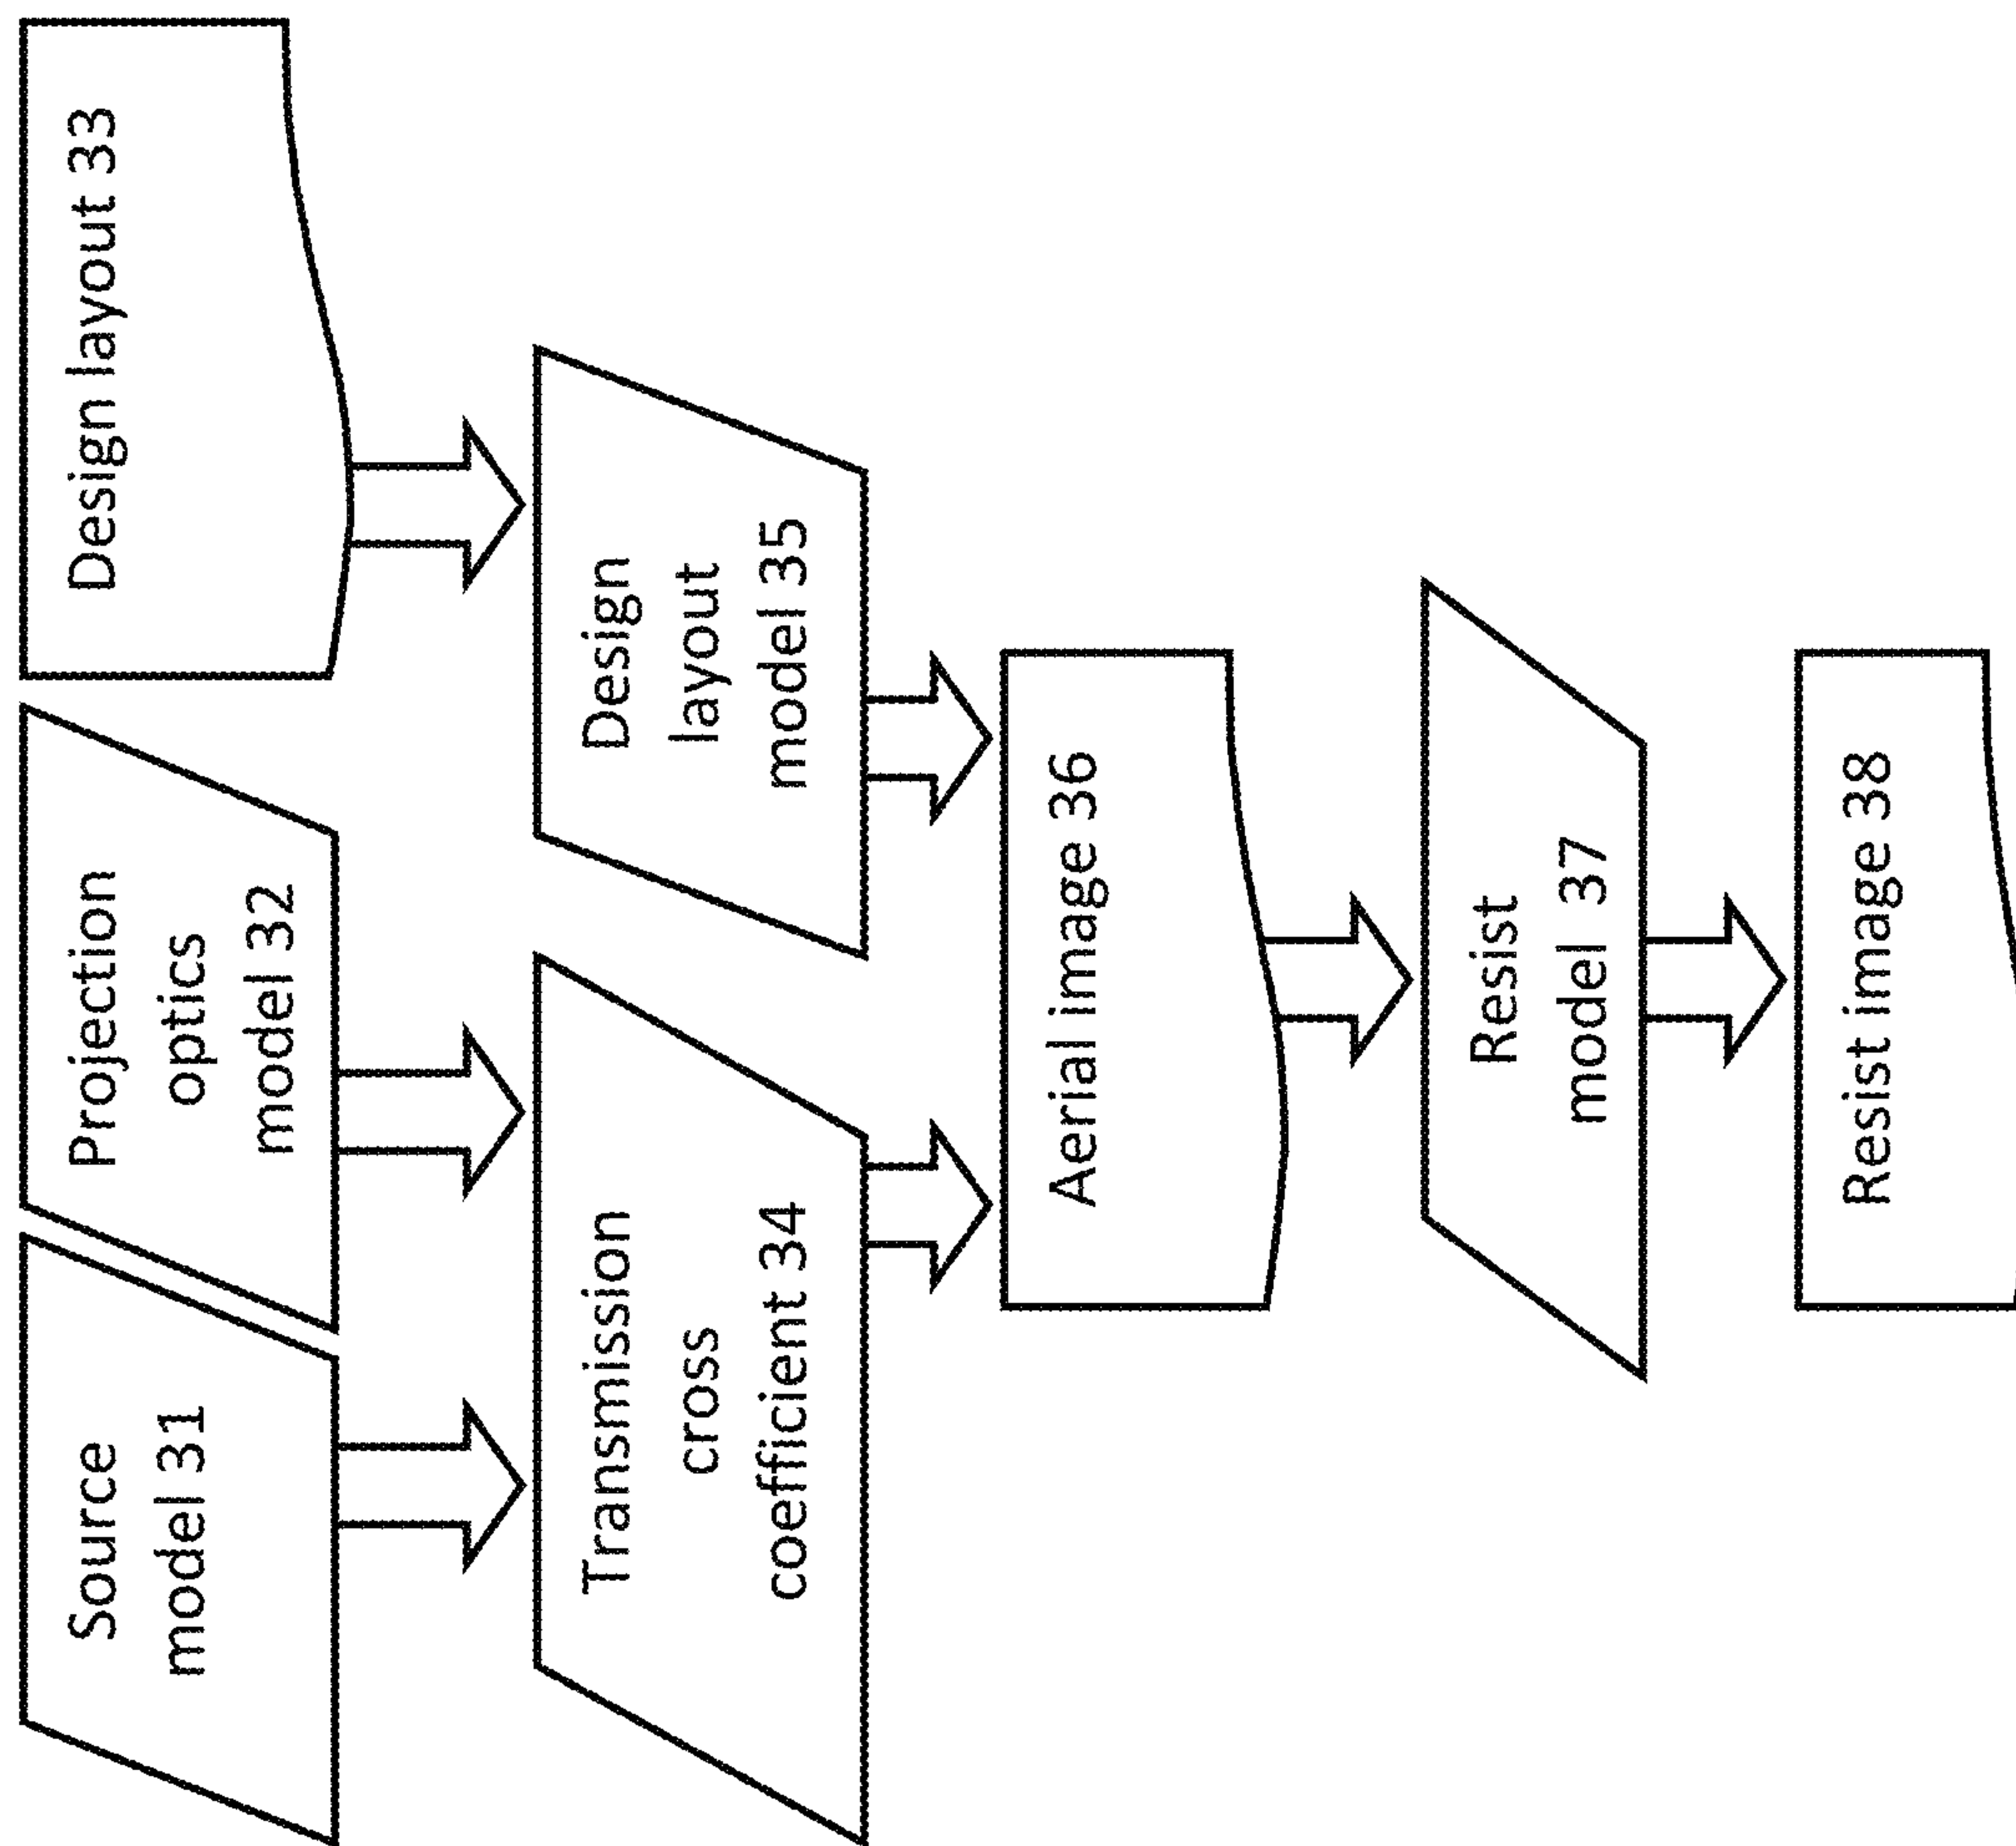 Source
model 31
Projection
optics
model 32
Design layout 33
Transmission
cross
coefficient 34
Design
layout
model 35
Aerial image 36
Resist
model 37
Resist image 38